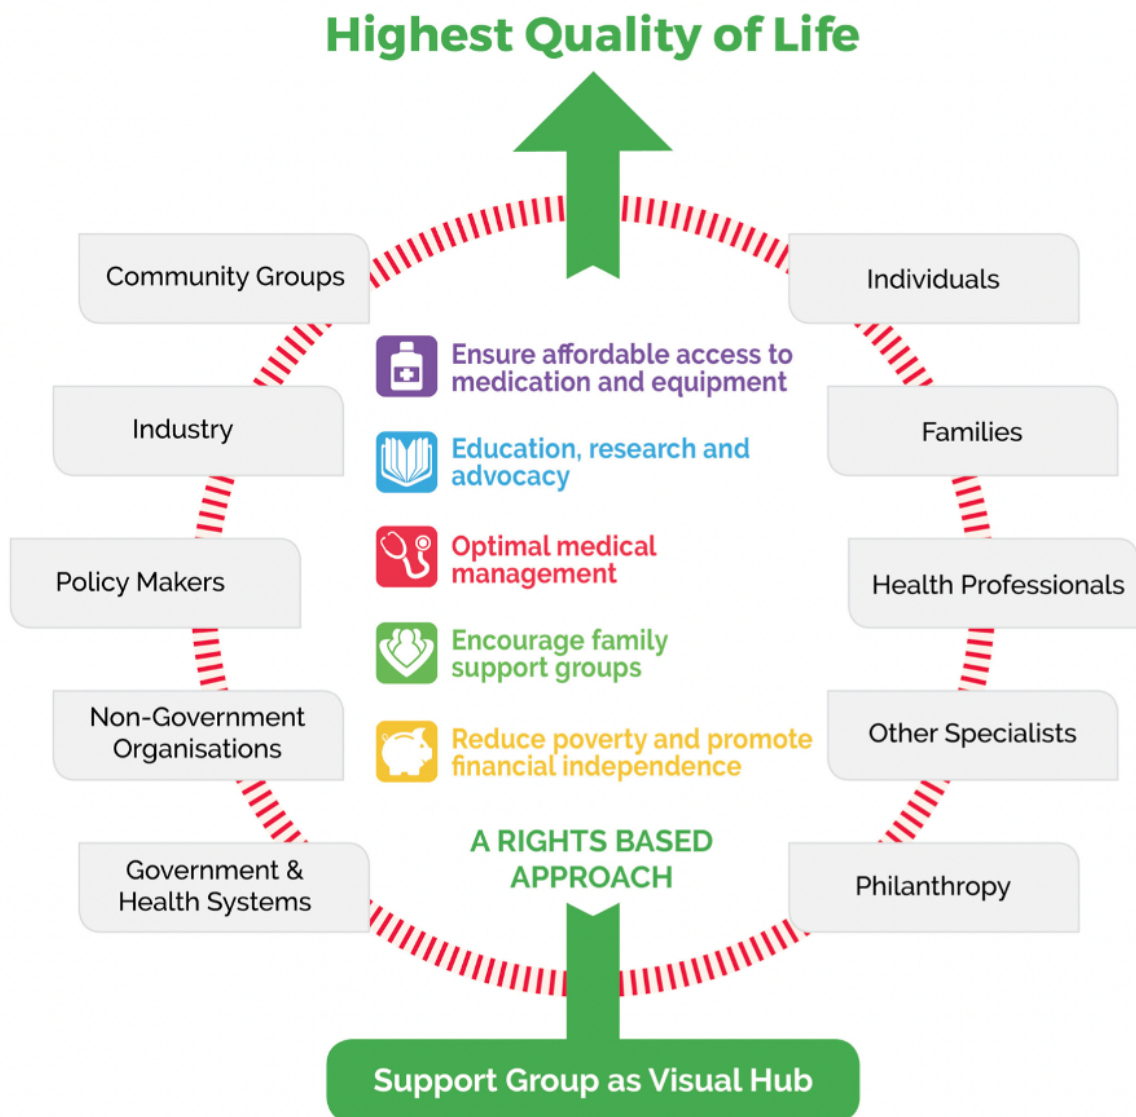 Highest Quality of Life
Community Groups
Individuals
Ensure affordable access to
medication and equipment
Industry
Families
Education, research and
advocacy
Optimal medical
management
Policy Makers
Health Professionals
Encourage family
support groups
Non-Government
Organisations
Other Specialists
Reduce poverty and promote
financial independence
A RIGHTS BASED
APPROACH
Government &
Health Systems
Philanthropy
Support Group as Visual Hub